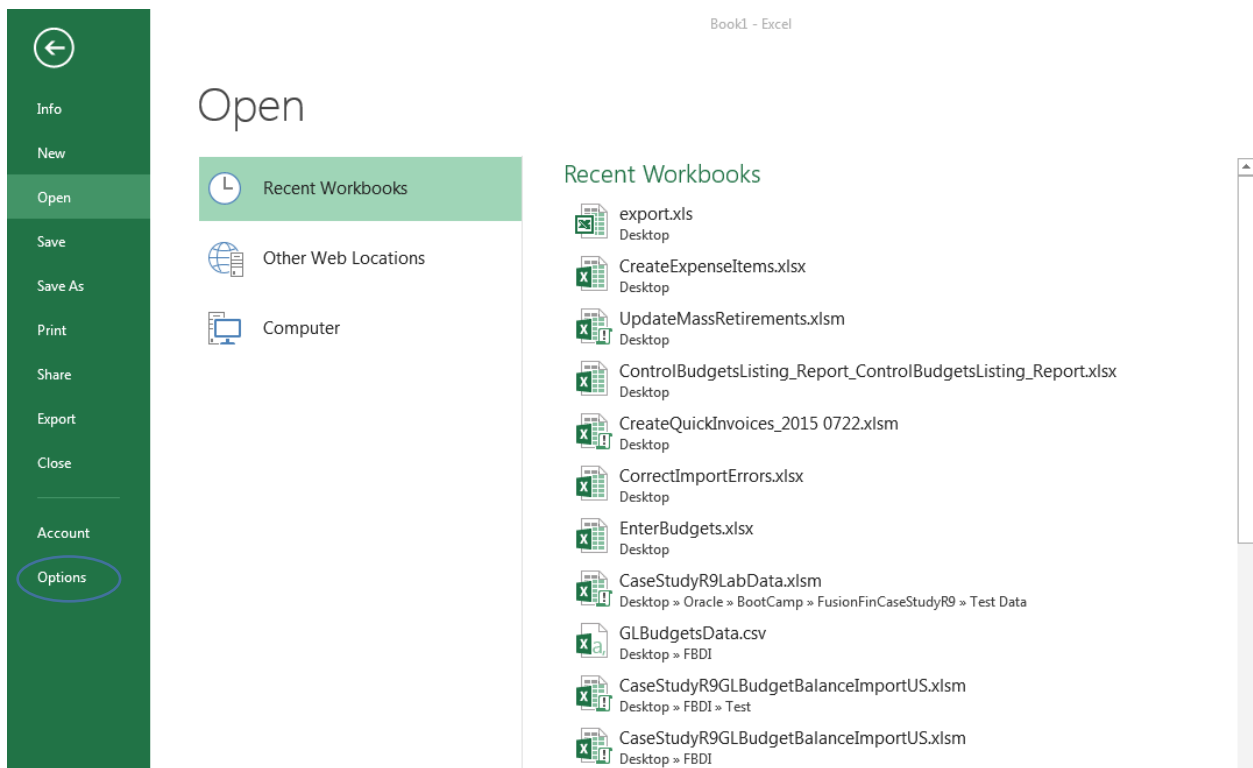 Book1 - Excel
Info
New
Open
Save
Save As
Print
Share
Export
Close
Account
Options
Open
Recent Workbooks
Other Web Locations
Computer
Recent Workbooks
export.xls
Desktop
CreateExpenseItems.xlsx
Desktop
UpdateMassRetirements.xlsm
Desktop
ControlBudgetsListing_Report_ControlBudgetsListing_Report.xlsx
Desktop
CreateQuickInvoices_2015 0722.xlsm
Desktop
CorrectImportErrors.xlsx
Desktop
EnterBudgets.xlsx
Desktop
CaseStudyR9LabData.xlsm
Desktop » Oracle » BootCamp » FusionFinCaseStudyR9 » Test Data
GLBudgetsData.csv
Desktop » FBDI
CaseStudyR9GLBudgetBalanceImportUS.xlsm
Desktop » FBDI » Test
CaseStudyR9GLBudgetBalanceImportUS.xlsm
Desktop » FBDI